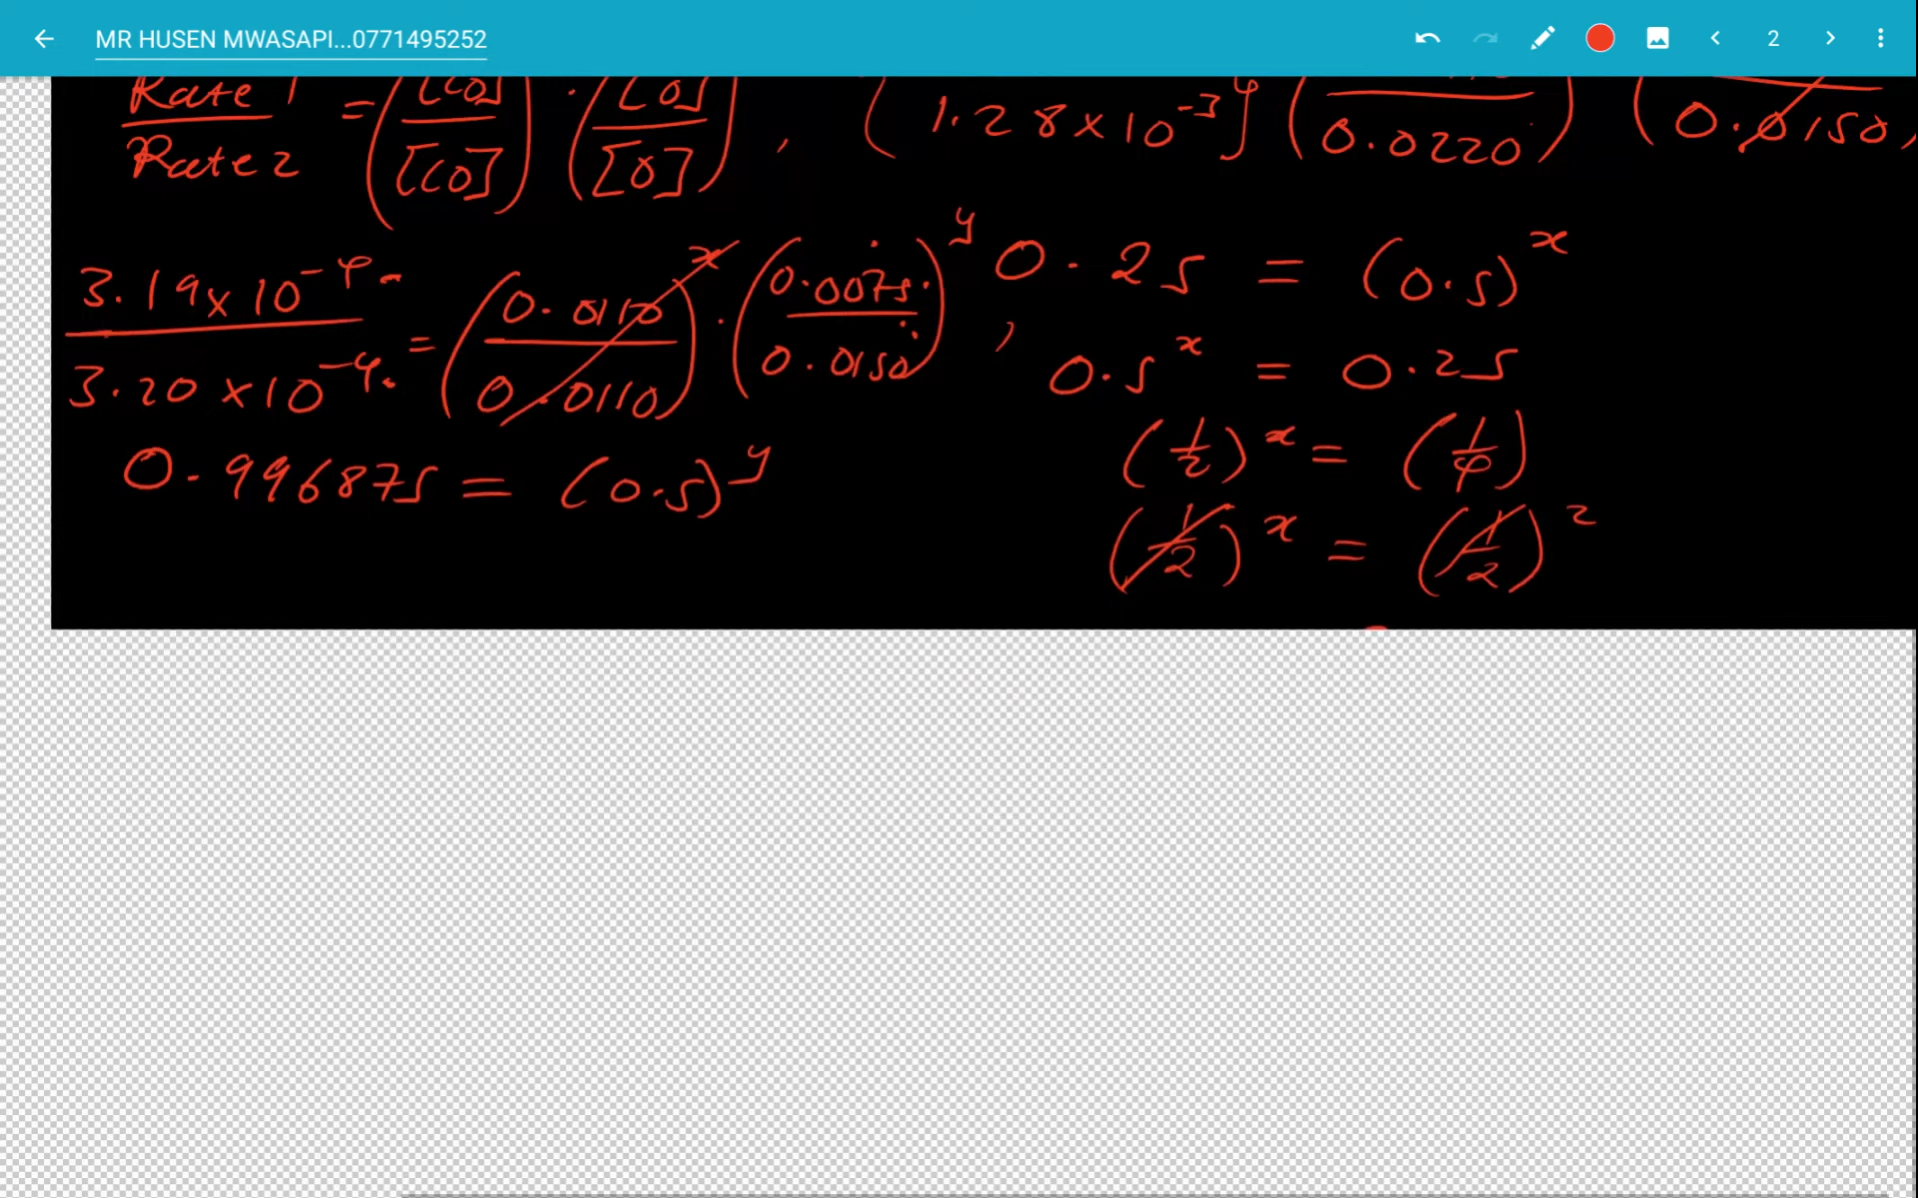 MR HUSEN MWASAPI...0771495252
2
Rate 1 / Rate 2 = ([CO] / [CO]) · ([O] / [O]) ,
3.19x10^-4 / 3.20x10^-4 = (0.0110 / 0.0110)^x · (0.0075 / 0.0150)^y ,
0.996875 = (0.5)^y
1.28x10^-3 ( / 0.0220) ( / 0.0150
0.25 = (0.5)^x
0.5^x = 0.25
(1/2)^x = (1/4)
(1/2)^x = (1/2)^2